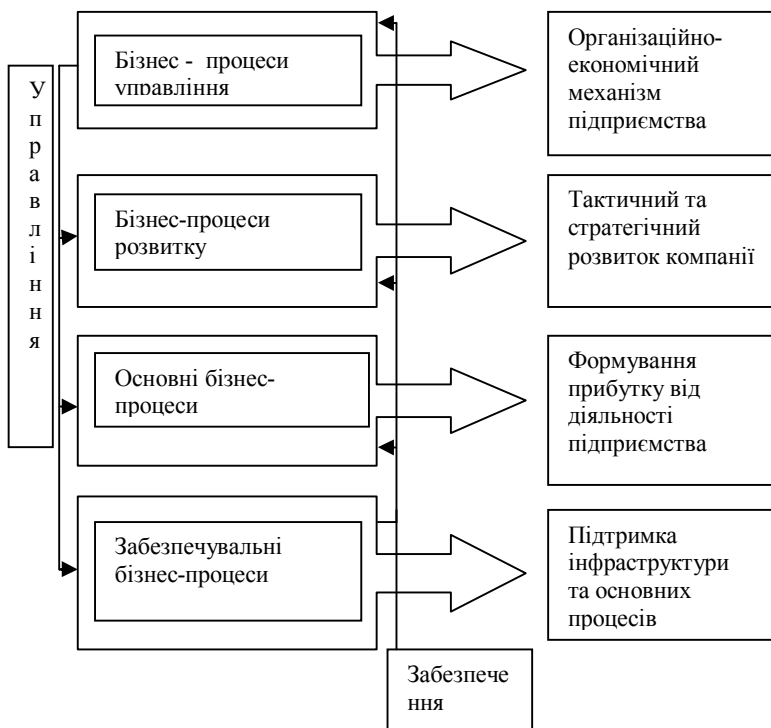 У
п
р
а
в
л
і
н
н
я
Бізнес - процеси
управління
Організаційно-
економічний
механізм
підприємства
Бізнес-процеси
розвитку
Тактичний та
стратегічний
розвиток компанії
Основні бізнес-
процеси
Формування
прибутку від
діяльності
підприємства
Забезпечувальні
бізнес-процеси
Підтримка
інфраструктури
та основних
процесів
Забезпече
ння